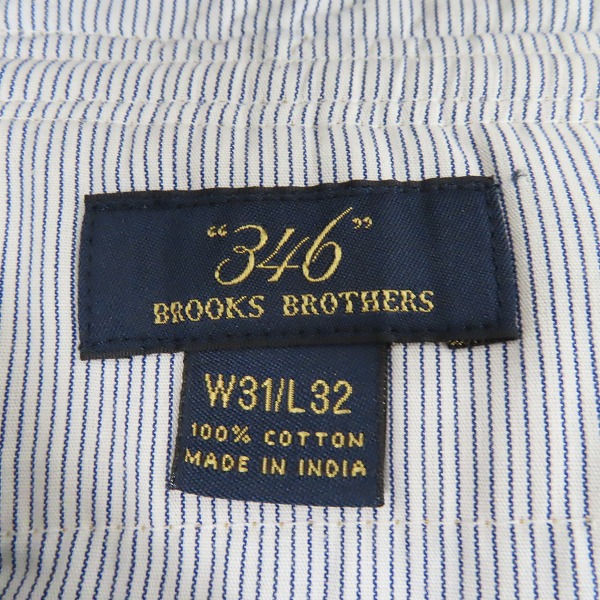 “346”
BROOKS BROTHERS
W31/L32
100% COTTON
MADE IN INDIA